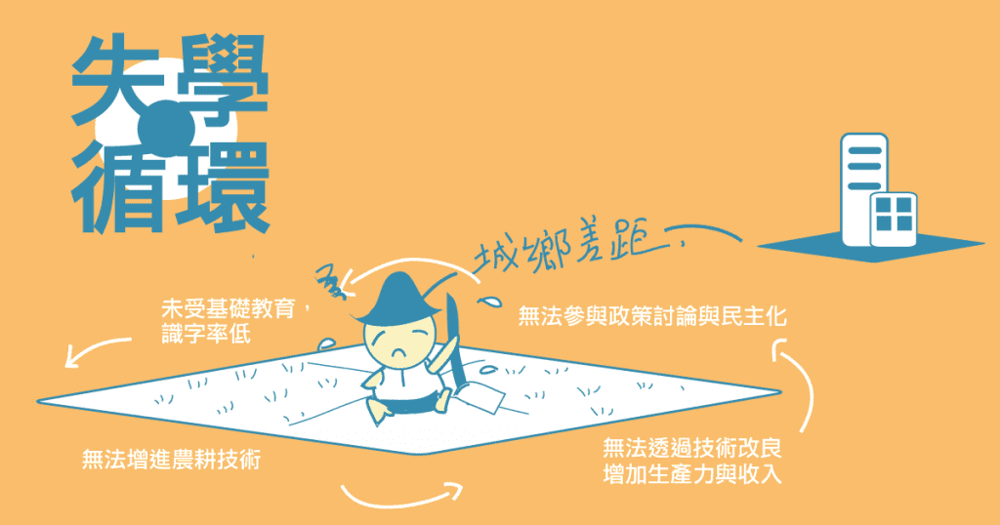 失學
循環
城鄉差距
未受基礎教育，
識字率低
無法參與政策討論與民主化
無法增進農耕技術
無法透過技術改良
增加生產力與收入